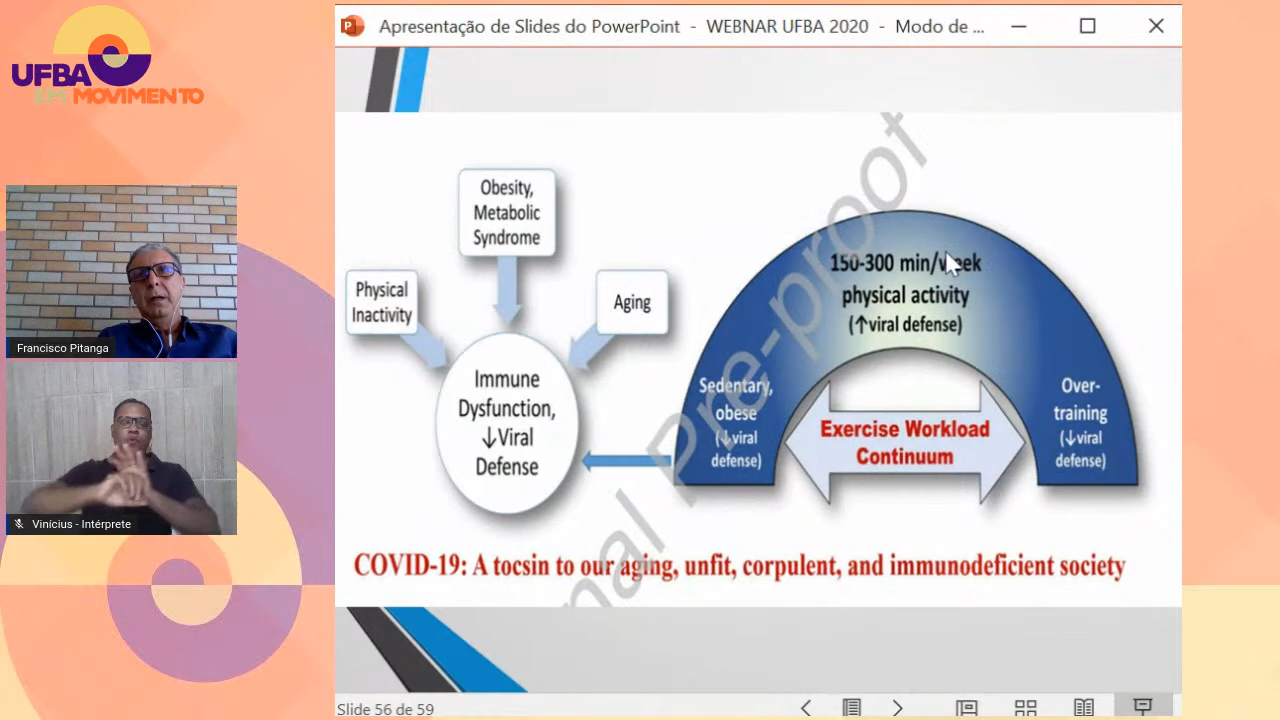 UFBA
EM MOVIMENTO
Apresentação de Slides do PowerPoint - WEBNAR UFBA 2020 - Modo de ...
Obesity,
Metabolic
Syndrome
Physical
Inactivity
Aging
Immune
Dysfunction,
↓Viral
Defense
150-300 min/week
physical activity
(↑viral defense)
Sedentary,
obese
(↓viral
defense)
Over-
training
(↓viral
defense)
Exercise Workload
Continuum
COVID-19: A tocsin to our aging, unfit, corpulent, and immunodeficient society
nal Pre-proof
Francisco Pitanga
Vinícius - Intérprete
Slide 56 de 59